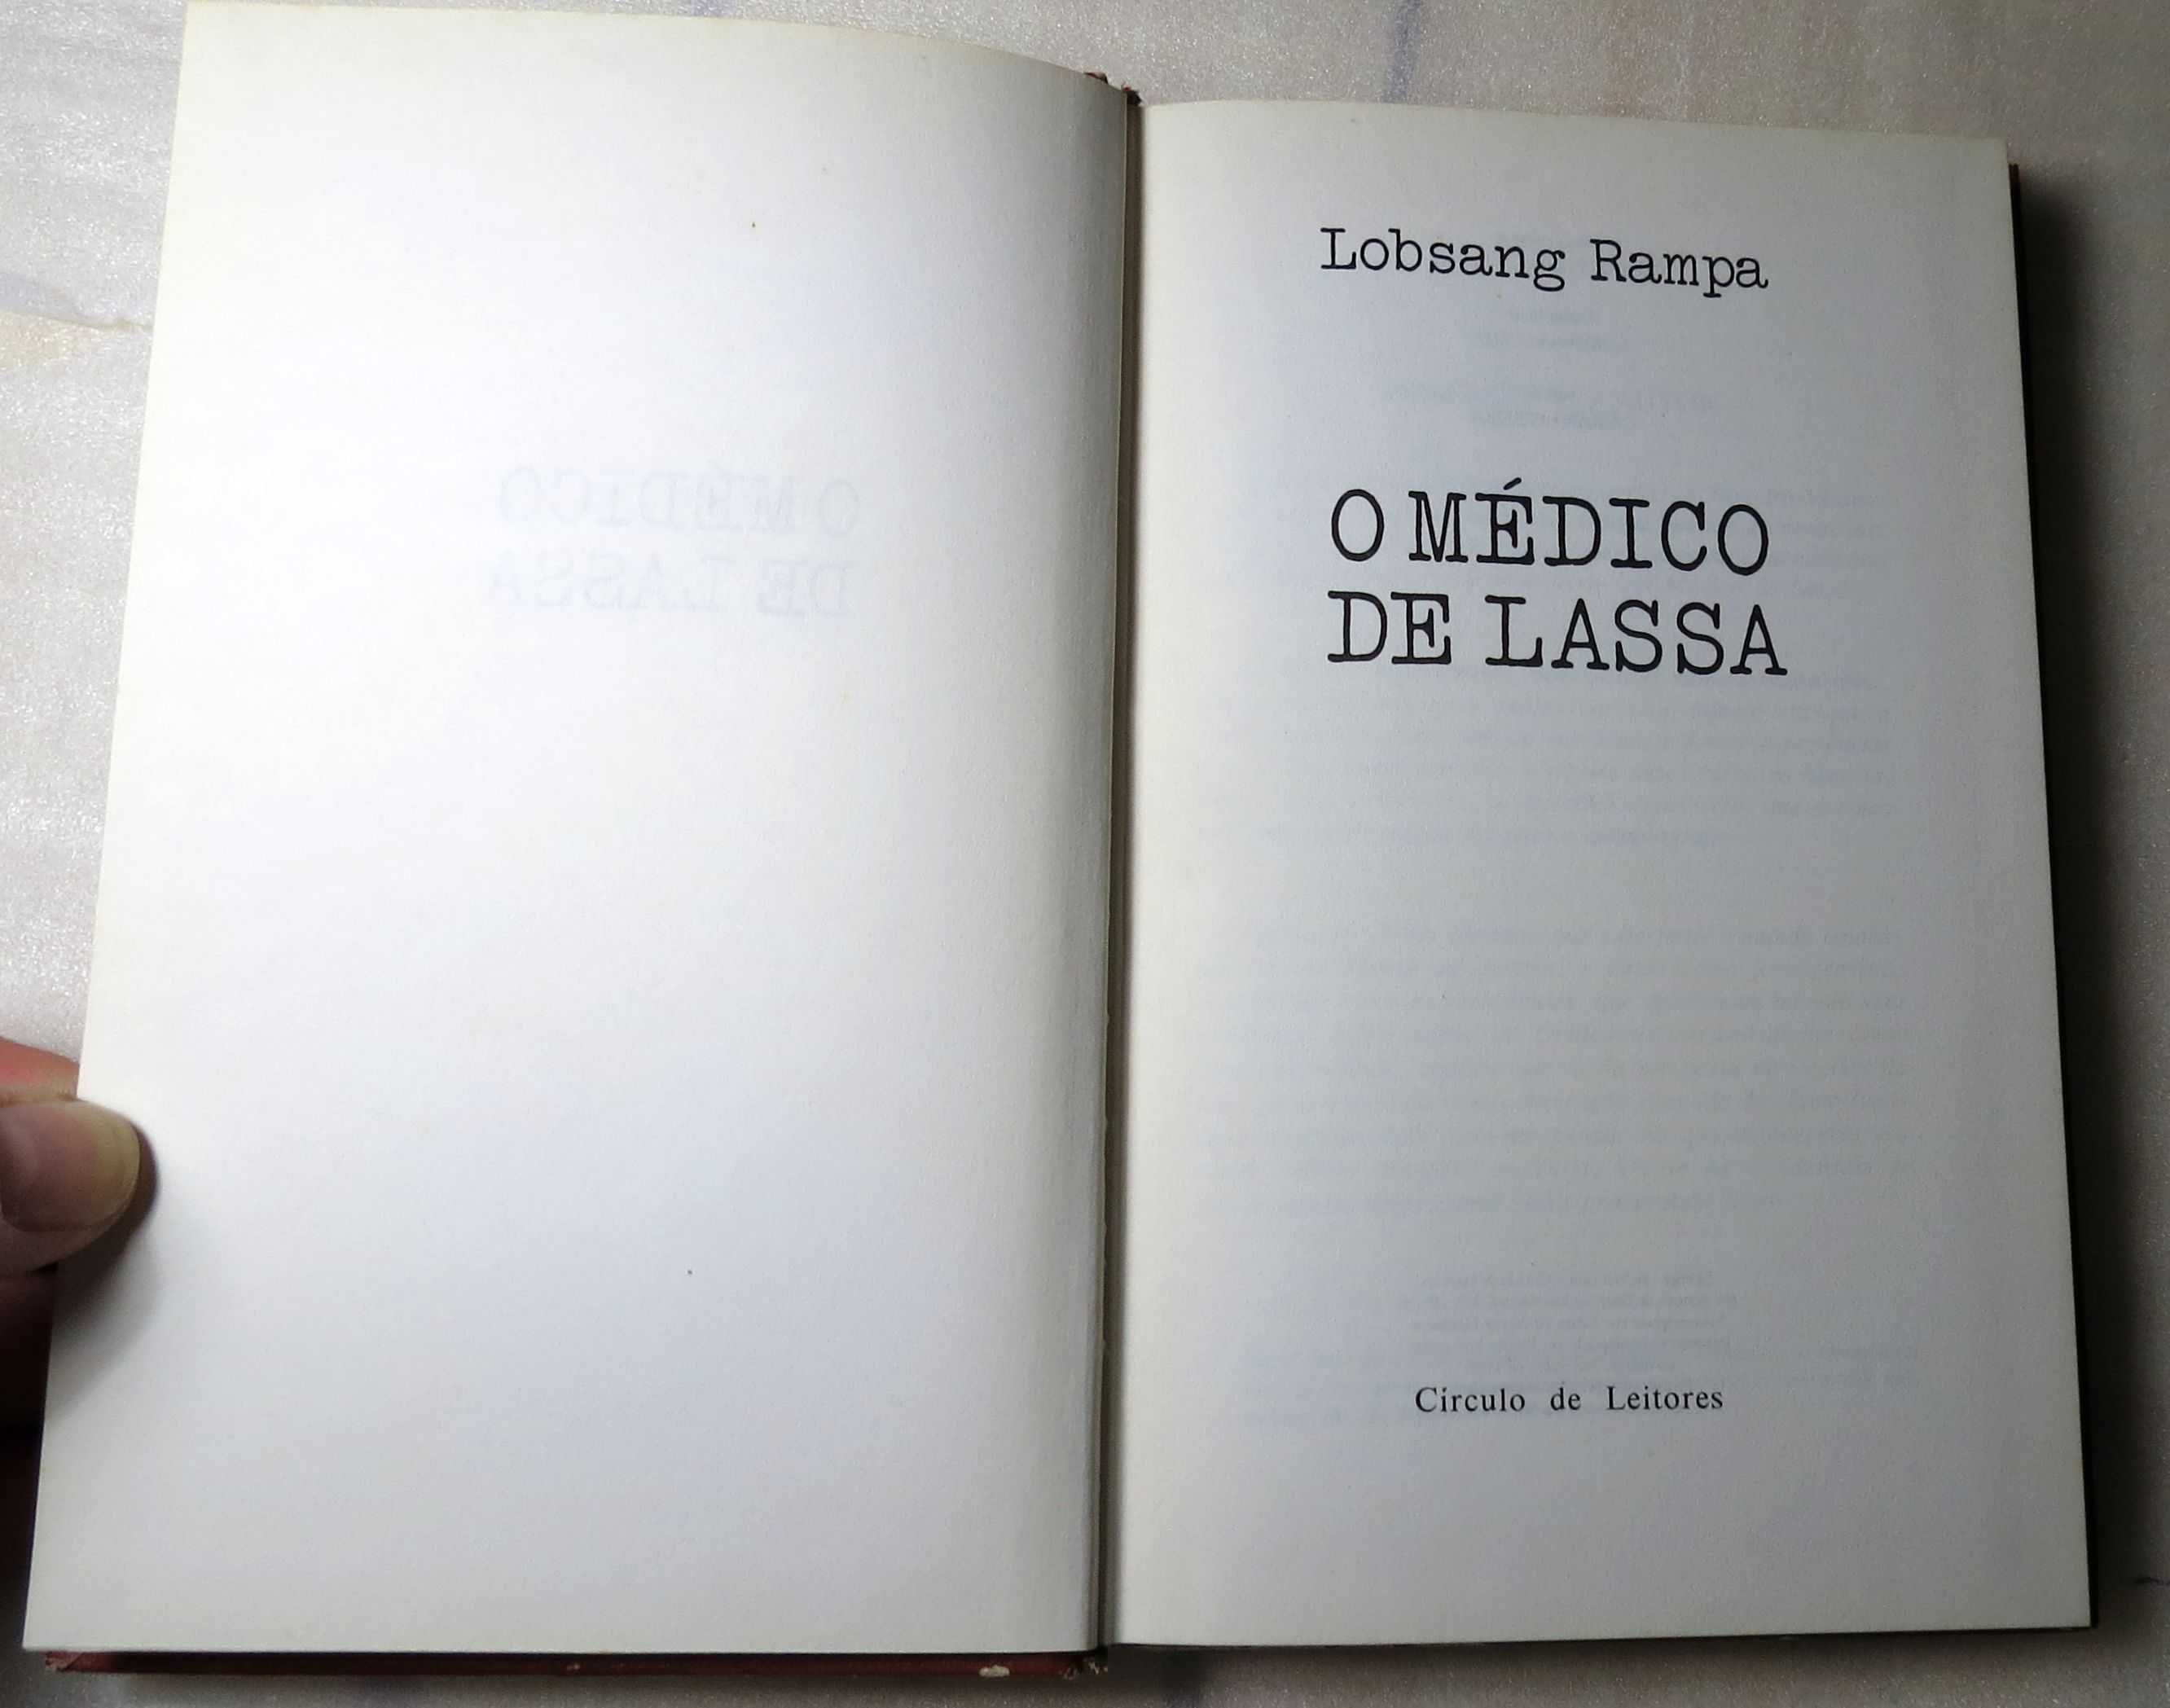 Lobsang Rampa
O MÉDICO
DE LASSA
Círculo de Leitores